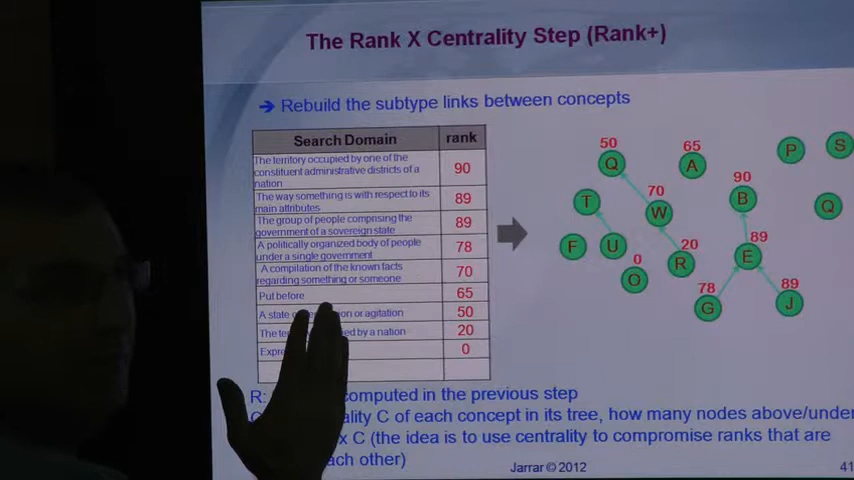 The Rank X Centrality Step (Rank+)
➔ Rebuild the subtype links between concepts
Search Domain rank
The territory occupied by one of the
constituent administrative districts of a
nation
90
The way something is with respect to its
main attributes
89
The group of people comprising the
government of a sovereign state
89
A politically organized body of people
under a single government
78
A compilation of the known facts
regarding something or someone
70
Put before 65
A state on or agitation 50
The by a nation 20
0
50 65
Q A P S
90
70
T W B Q
89
20
F U R E
0
O
78 89
G J
R: computed in the previous step
C of each concept in its tree, how many nodes above/under
x C (the idea is to use centrality to compromise ranks that are
other)
Jarrar © 2012 41